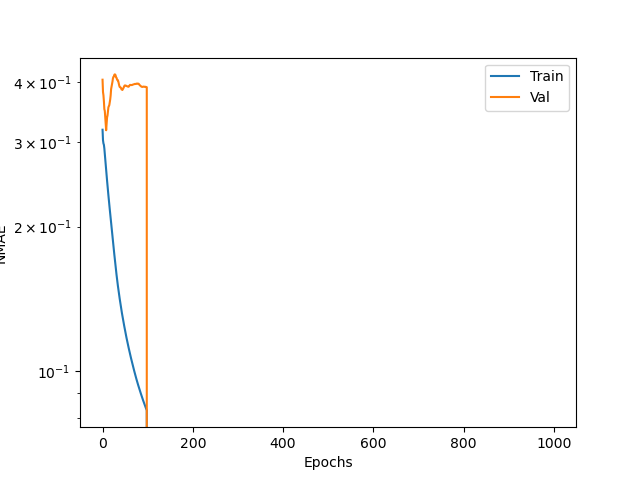 Train
Val
4 × 10⁻¹
3 × 10⁻¹
2 × 10⁻¹
10⁻¹
NMAE
0 200 400 600 800 1000
Epochs